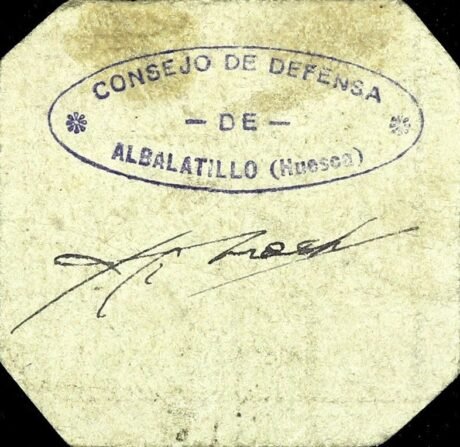 CONSEJO DE DEFENSA
— DE —
ALBALATILLO (Huesca)